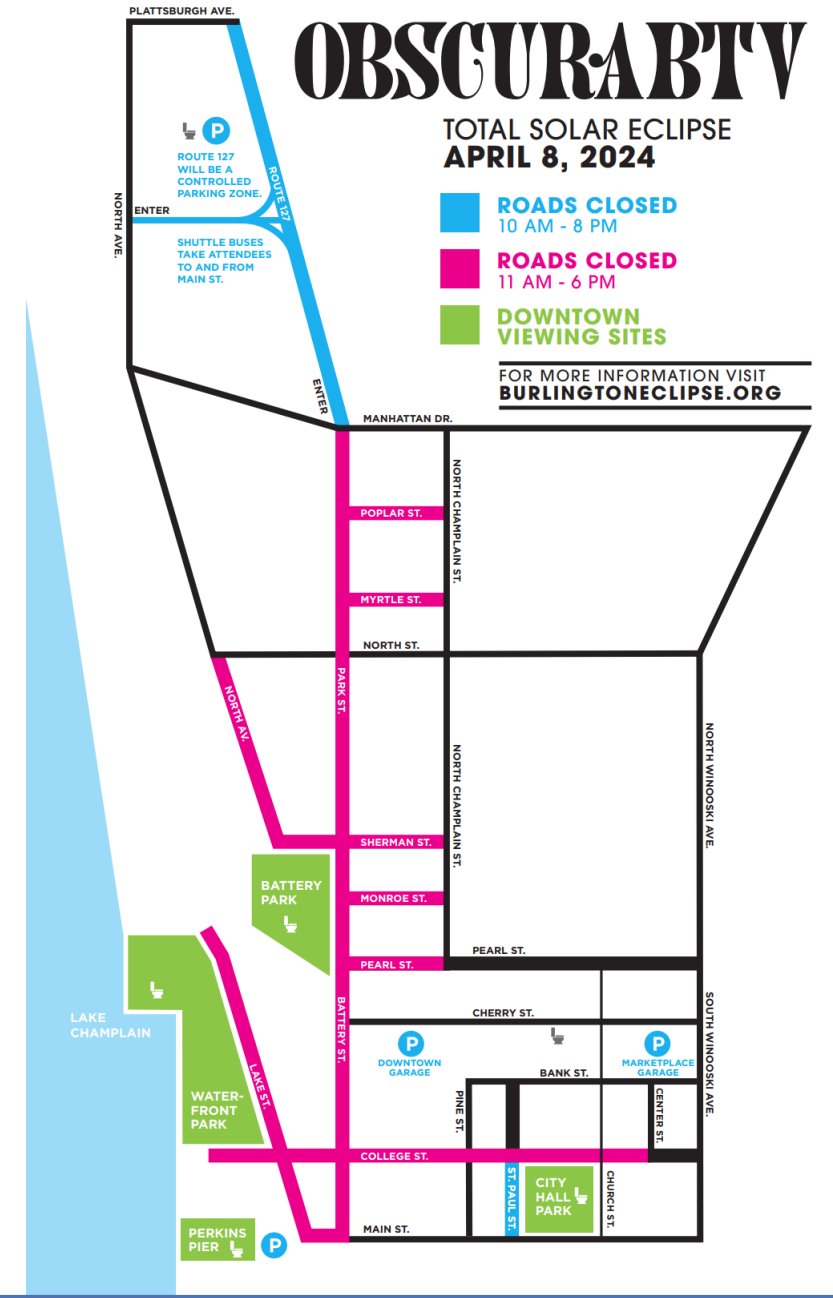 PLATTSBURGH AVE.
OBSCURABTV
TOTAL SOLAR ECLIPSE
APRIL 8, 2024
ROADS CLOSED
10 AM - 8 PM
ROADS CLOSED
11 AM - 6 PM
DOWNTOWN
VIEWING SITES
FOR MORE INFORMATION VISIT
BURLINGTONECLIPSE.ORG
P
ROUTE 127
WILL BE A
CONTROLLED
PARKING ZONE.
ROUTE 127
NORTH AVE.
ENTER
SHUTTLE BUSES
TAKE ATTENDEES
TO AND FROM
MAIN ST.
ENTER
MANHATTAN DR.
NORTH CHAMPLAIN ST.
POPLAR ST.
MYRTLE ST.
NORTH ST.
PARK ST.
NORTH AV.
NORTH CHAMPLAIN ST.
NORTH WINOOSKI AVE.
SHERMAN ST.
BATTERY
PARK
MONROE ST.
PEARL ST.
PEARL ST.
BATTERY ST.
CHERRY ST.
SOUTH WINOOSKI AVE.
LAKE
CHAMPLAIN
P
DOWNTOWN
GARAGE
P
MARKETPLACE
GARAGE
BANK ST.
LAKE ST.
WATER-
FRONT
PARK
PINE ST.
CENTER ST.
COLLEGE ST.
ST. PAUL ST.
CITY
HALL
PARK
CHURCH ST.
MAIN ST.
PERKINS
PIER
P